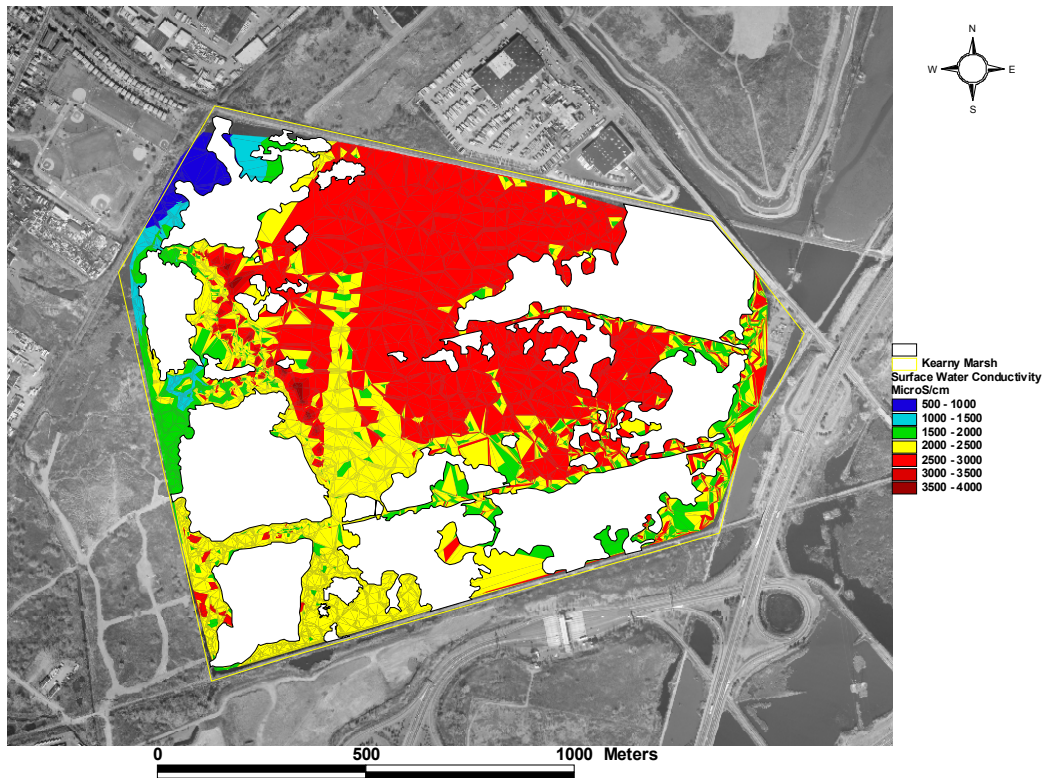 N
W E
S
Kearny Marsh
Surface Water Conductivity
MicroS/cm
500 - 1000
1000 - 1500
1500 - 2000
2000 - 2500
2500 - 3000
3000 - 3500
3500 - 4000
0 500 1000 Meters